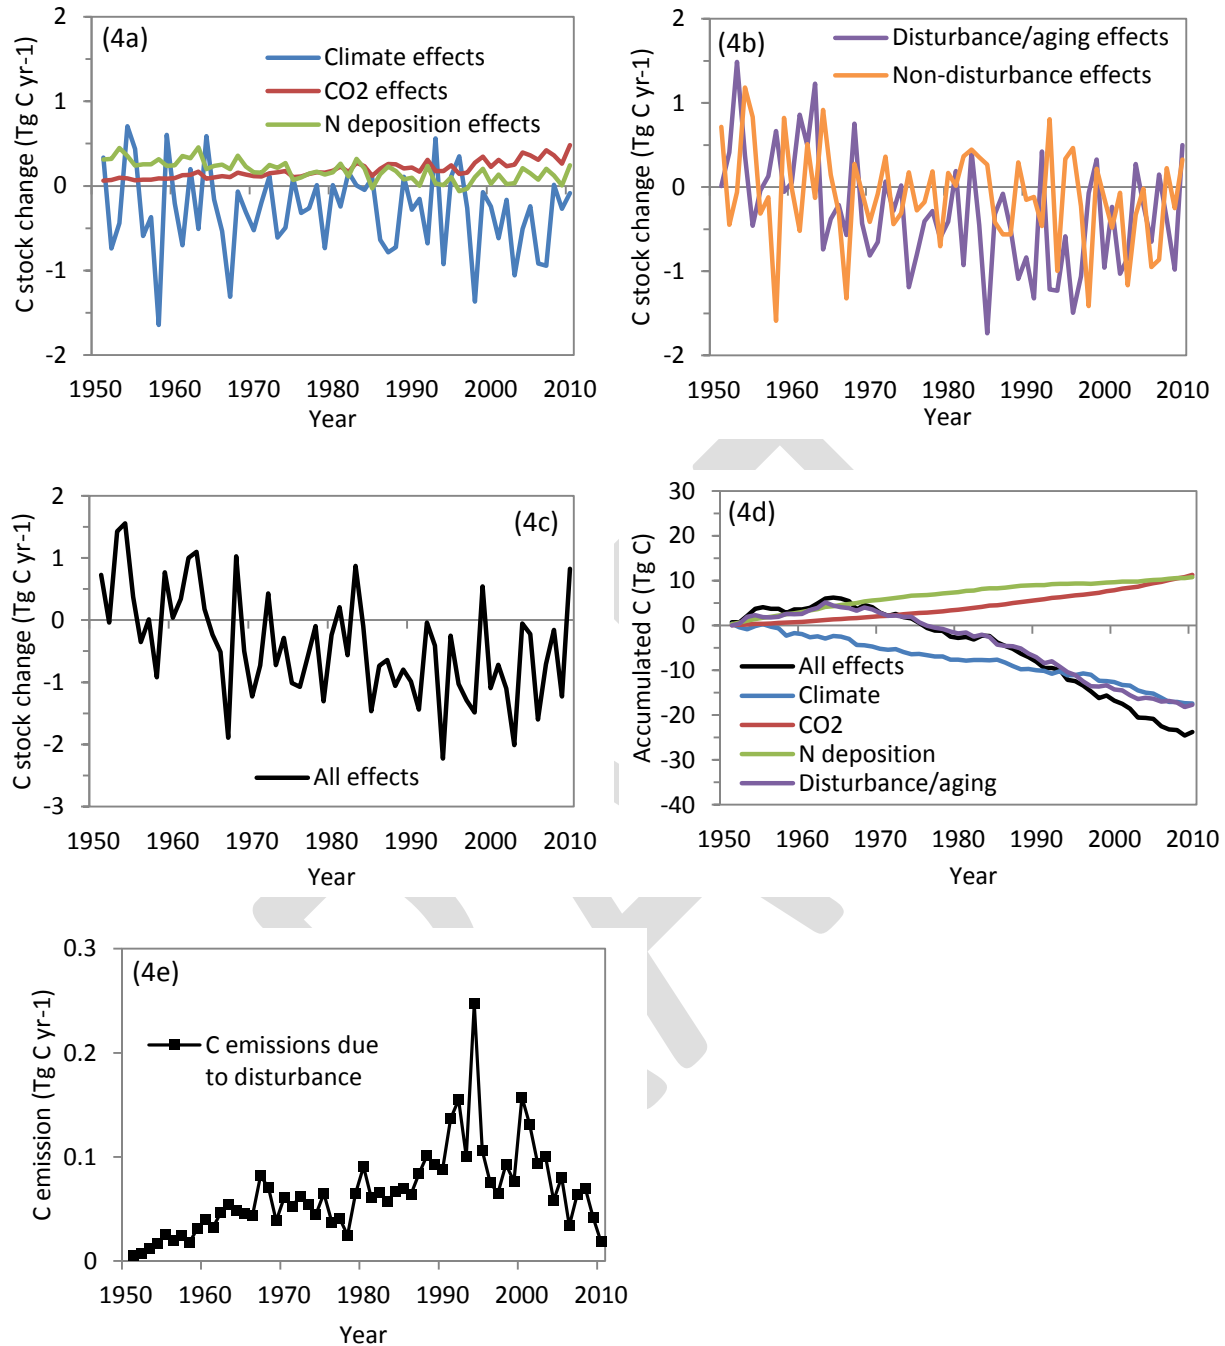 C stock change (Tg C yr-1)
2
1
0
-1
-2
(4a)
Climate effects
CO2 effects
N deposition effects
1950 1960 1970 1980 1990 2000 2010
Year
C stock change (Tg C yr-1)
2
1
0
-1
-2
(4b)
Disturbance/aging effects
Non-disturbance effects
1950 1960 1970 1980 1990 2000 2010
Year
C stock change (Tg C yr-1)
2
1
0
-1
-2
-3
(4c)
All effects
1950 1960 1970 1980 1990 2000 2010
Year
Accumulated C (Tg C)
30
20
10
0
-10
-20
-30
-40
(4d)
All effects
Climate
CO2
N deposition
Disturbance/aging
1950 1960 1970 1980 1990 2000 2010
Year
C emission (Tg C yr-1)
0.3
0.2
0.1
0
(4e)
C emissions due
to disturbance
1950 1960 1970 1980 1990 2000 2010
Year